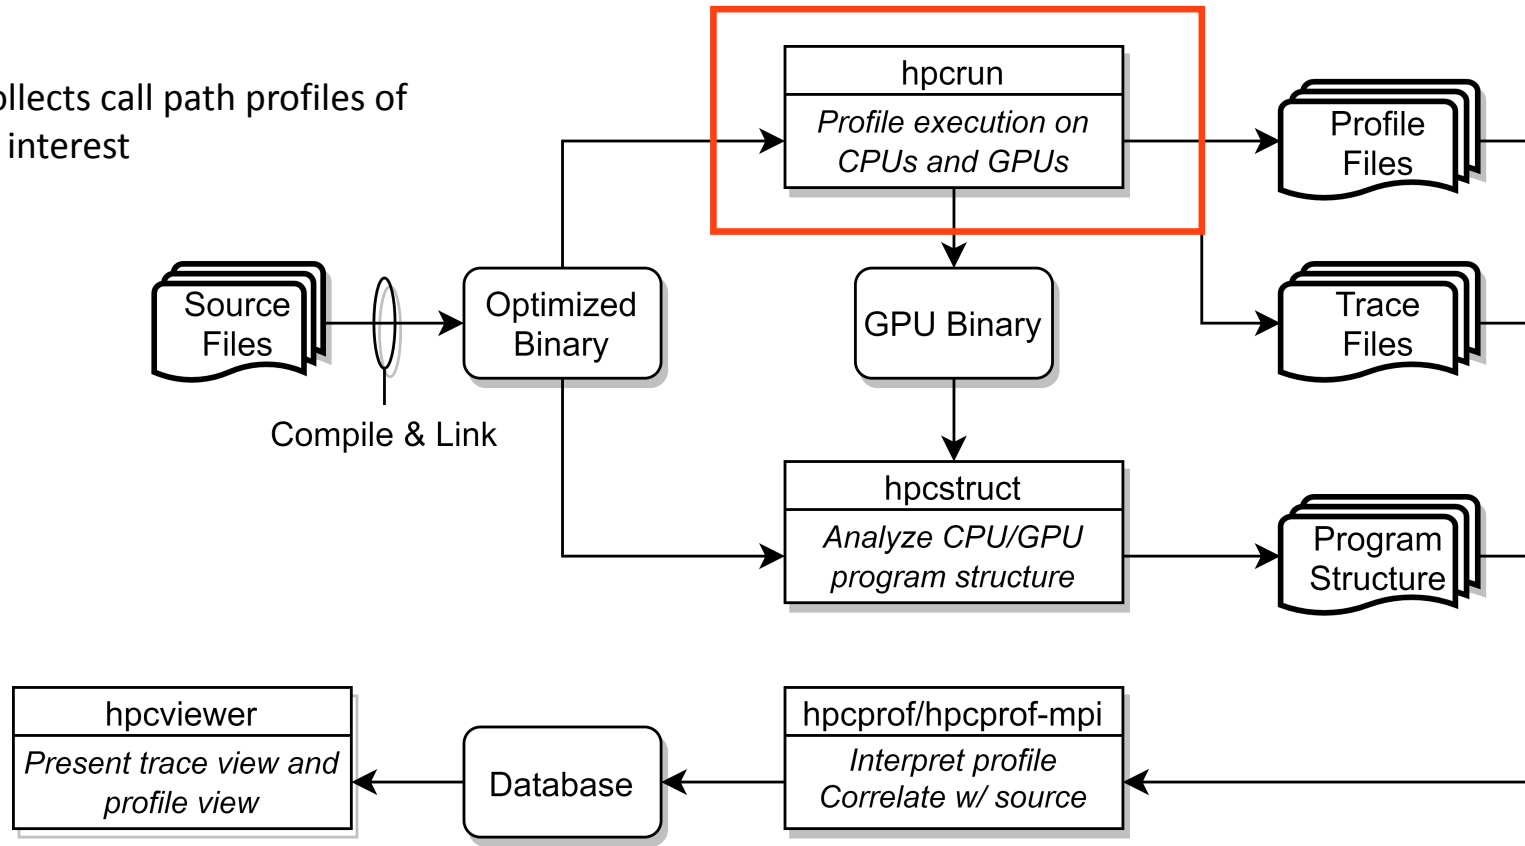 ollects call path profiles of
interest
hpcrun
Profile execution on
CPUs and GPUs
Profile
Files
Source
Files
Optimized
Binary
GPU Binary
Trace
Files
Compile & Link
hpcstruct
Analyze CPU/GPU
program structure
Program
Structure
hpcviewer
Present trace view and
profile view
Database
hpcprof/hpcprof-mpi
Interpret profile
Correlate w/ source